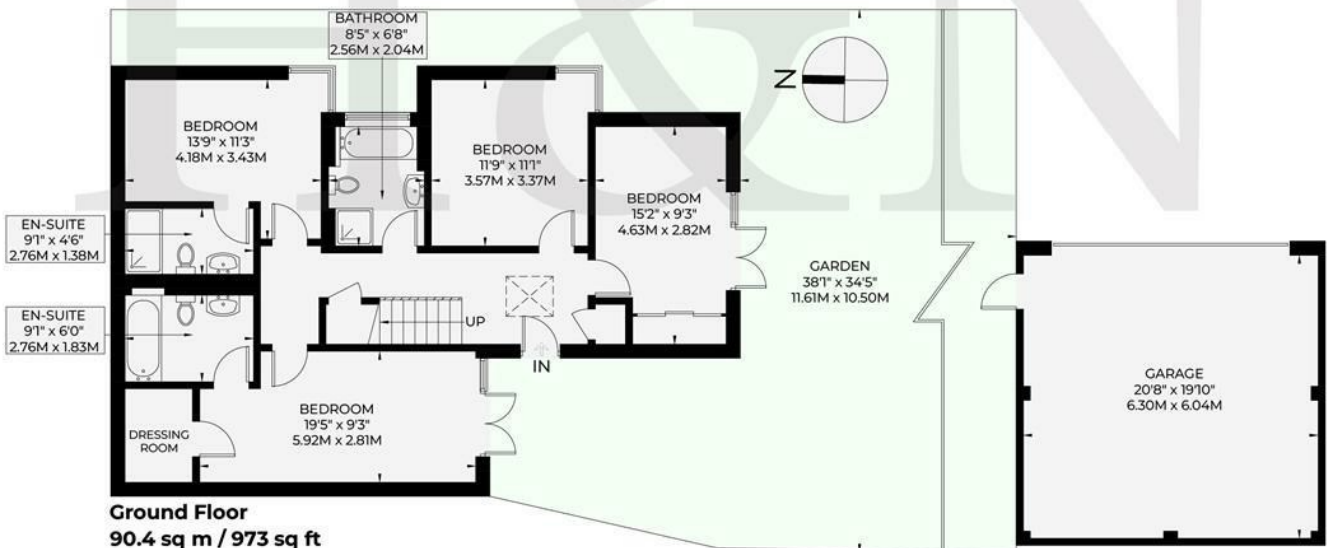 H&N
BATHROOM
8'5" x 6'8"
2.56M x 2.04M
N
BEDROOM
13'9" x 11'3"
4.18M x 3.43M
BEDROOM
11'9" x 11'1"
3.57M x 3.37M
BEDROOM
15'2" x 9'3"
4.63M x 2.82M
EN-SUITE
9'1" x 4'6"
2.76M x 1.38M
GARDEN
38'1" x 34'5"
11.61M x 10.50M
EN-SUITE
9'1" x 6'0"
2.76M x 1.83M
UP
IN
GARAGE
20'8" x 19'10"
6.30M x 6.04M
BEDROOM
19'5" x 9'3"
5.92M x 2.81M
DRESSING
ROOM
Ground Floor
90.4 sq m / 973 sq ft